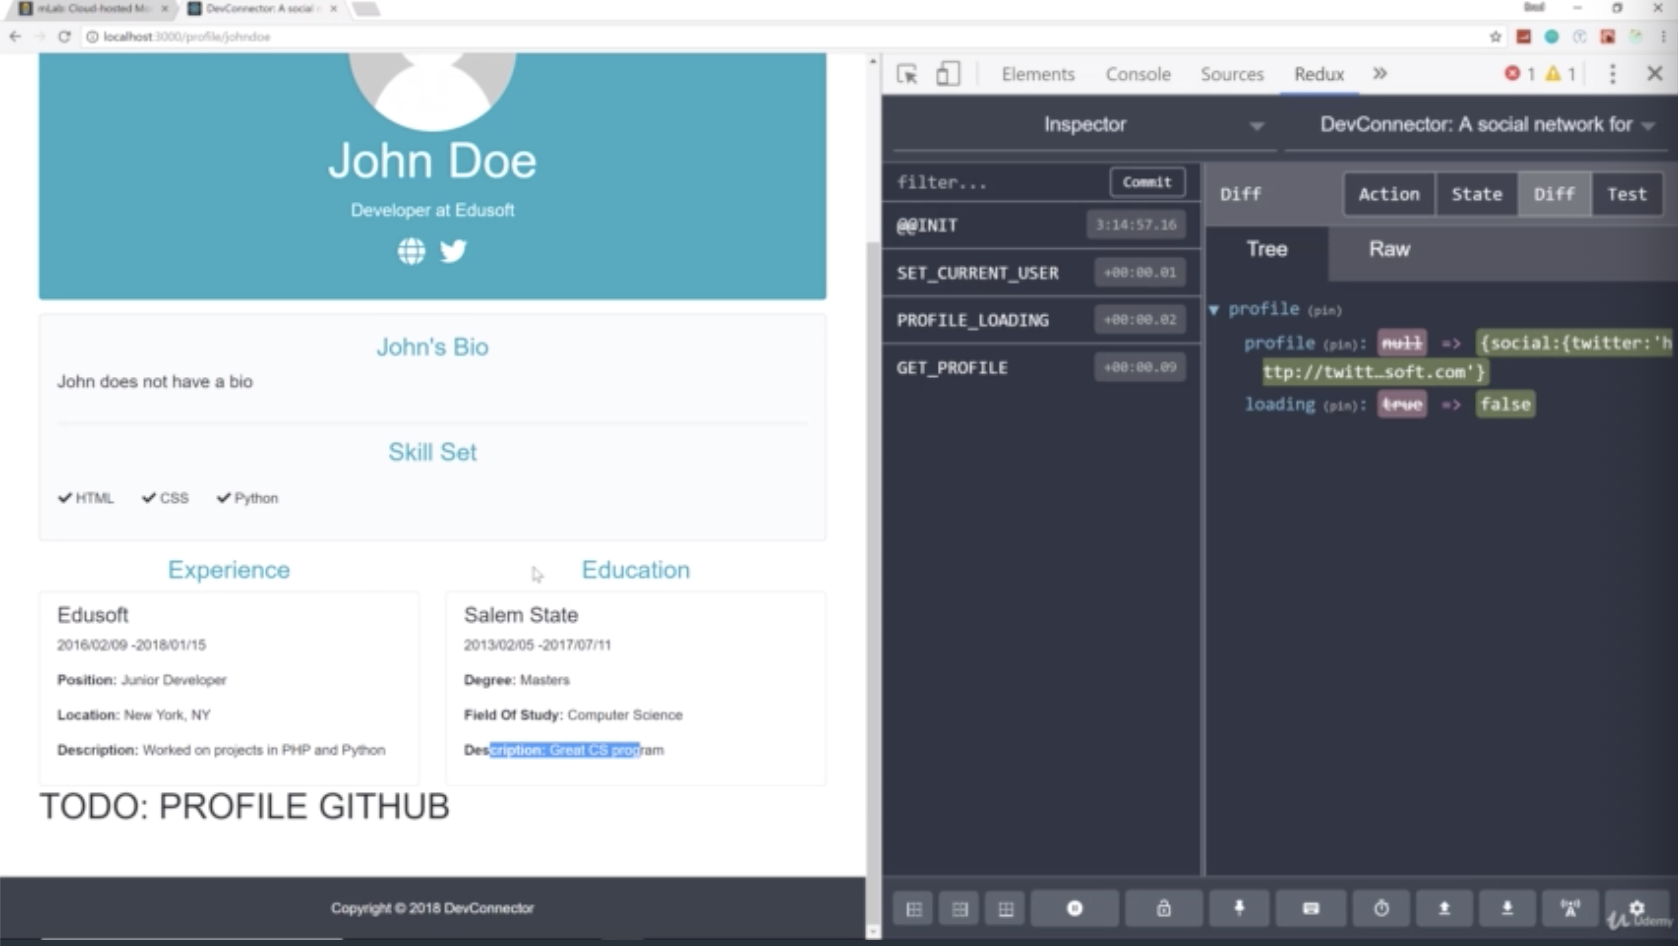 mLab: Cloud-hosted Mo
DevConnector: A social n
localhost:3000/profile/johndoe
John Doe
Developer at Edusoft
John's Bio
John does not have a bio
Skill Set
HTML CSS Python
Experience
Edusoft
2016/02/09 -2018/01/15
Position: Junior Developer
Location: New York, NY
Description: Worked on projects in PHP and Python
Education
Salem State
2013/02/05 -2017/07/11
Degree: Masters
Field Of Study: Computer Science
Description: Great CS program
TODO: PROFILE GITHUB
Copyright © 2018 DevConnector
Elements Console Sources Redux » 1 1
Inspector
DevConnector: A social network for
filter... Commit
@@INIT 3:14:57.16
SET_CURRENT_USER +00:00.01
PROFILE_LOADING +00:00.02
GET_PROFILE +00:00.09
Diff Action State Diff Test
Tree Raw
profile (pin)
profile (pin): null => {social:{twitter:'h
ttp://twitt…soft.com'}
loading (pin): true => false
Udemy